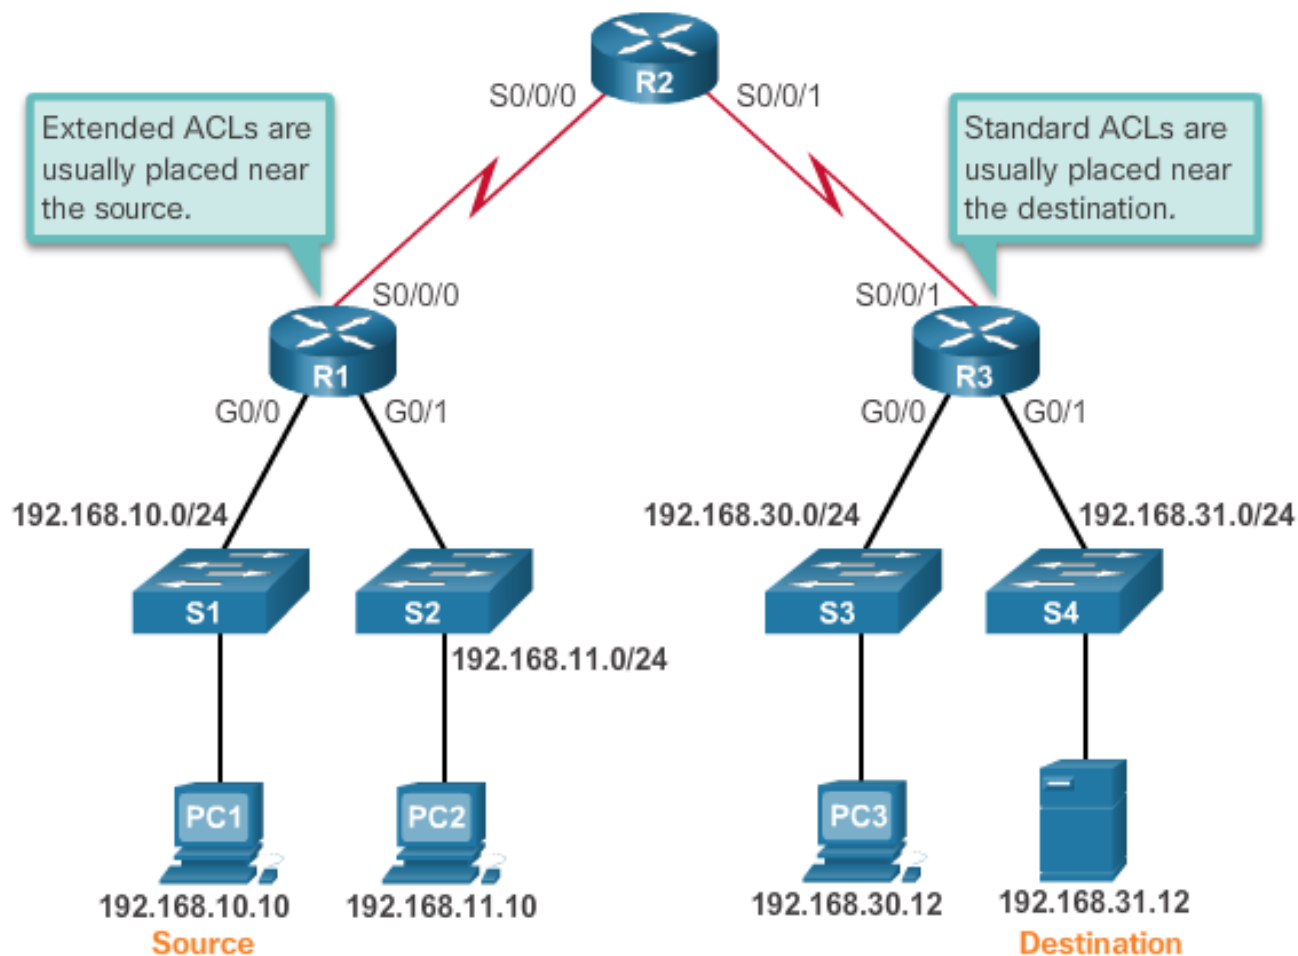 R2
S0/0/0
S0/0/1
Extended ACLs are
usually placed near
the source.
Standard ACLs are
usually placed near
the destination.
S0/0/0
S0/0/1
R1
R3
G0/0
G0/1
G0/0
G0/1
192.168.10.0/24
192.168.30.0/24
192.168.31.0/24
S1
S2
S3
S4
192.168.11.0/24
PC1
PC2
PC3
192.168.10.10
192.168.11.10
192.168.30.12
192.168.31.12
Source
Destination